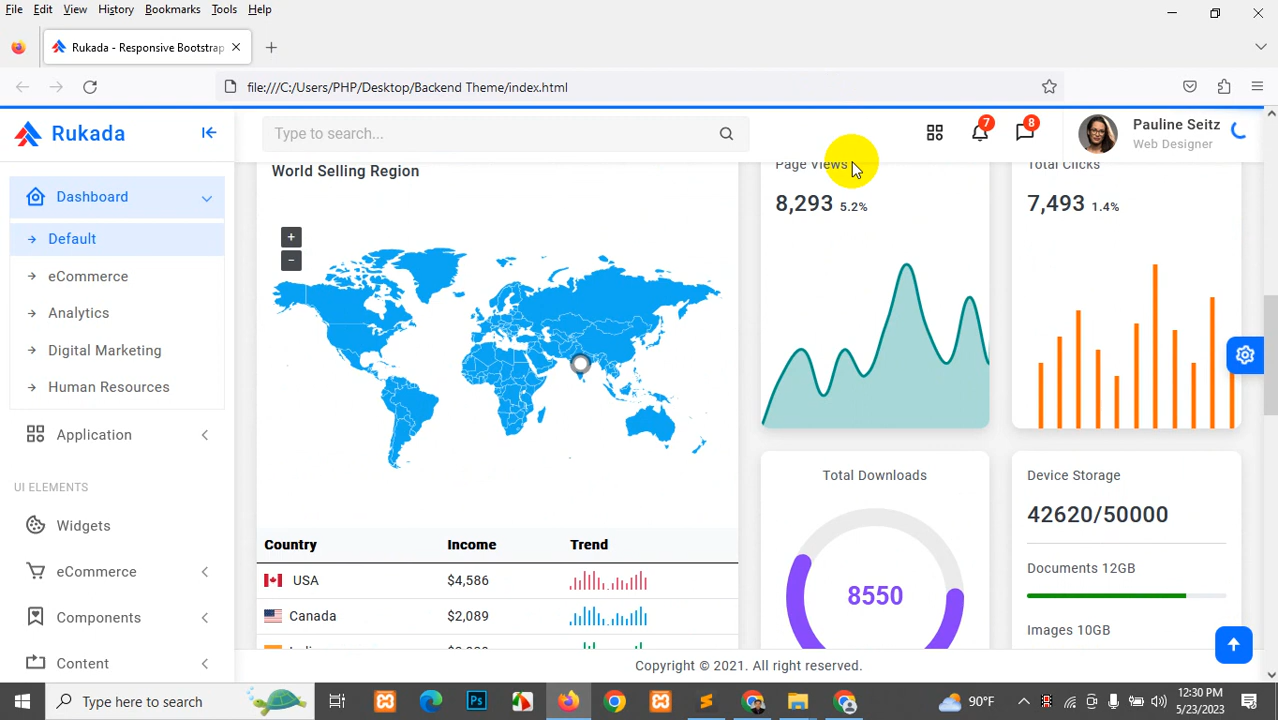 File Edit View History Bookmarks Tools Help
Rukada - Responsive Bootstrap
file:///C:/Users/PHP/Desktop/Backend Theme/index.html
Rukada
Type to search...
7
8
Pauline Seitz
Web Designer
Dashboard
Default
eCommerce
Analytics
Digital Marketing
Human Resources
Application
UI ELEMENTS
Widgets
eCommerce
Components
Content
World Selling Region
+
−
Country Income Trend
USA $4,586
Canada $2,089
Page Views
8,293 5.2%
Total Clicks
7,493 1.4%
Total Downloads
8550
Device Storage
42620/50000
Documents 12GB
Images 10GB
Copyright © 2021. All right reserved.
Type here to search
Ps
90°F
12:30 PM
5/23/2023